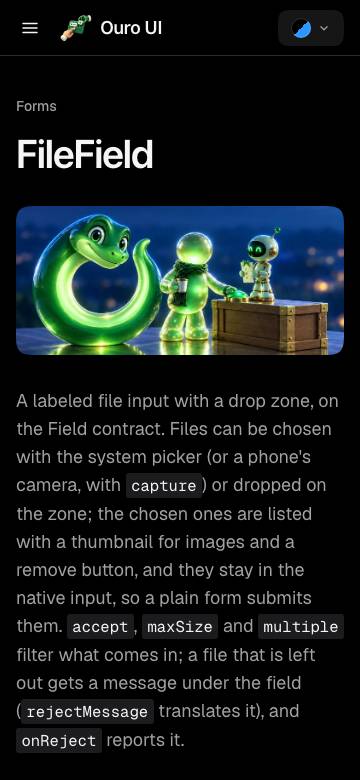 Ouro UI
Forms
FileField
A labeled file input with a drop zone, on
the Field contract. Files can be chosen
with the system picker (or a phone's
camera, with capture) or dropped on
the zone; the chosen ones are listed
with a thumbnail for images and a
remove button, and they stay in the
native input, so a plain form submits
them. accept, maxSize and multiple
filter what comes in; a file that is left
out gets a message under the field
(rejectMessage translates it), and
onReject reports it.